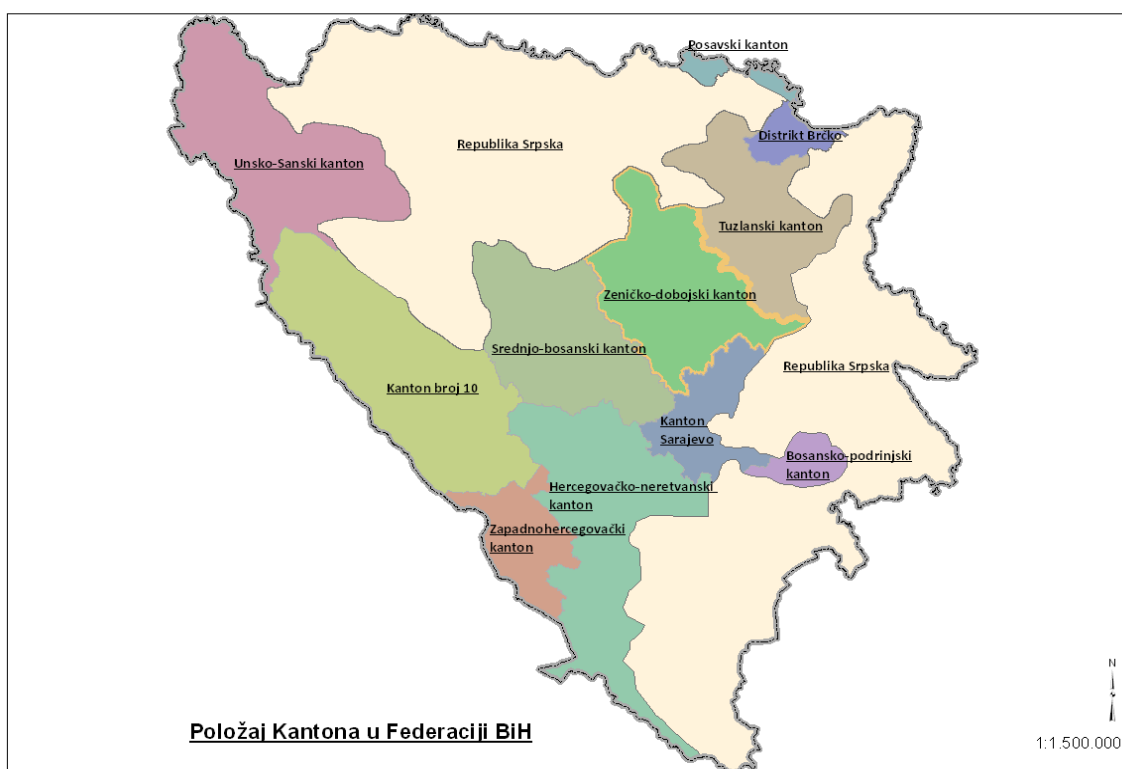 Posavski kanton
Distrikt Brčko
Republika Srpska
Unsko-Sanski kanton
Tuzlanski kanton
Zeničko-dobojski kanton
Srednjo-bosanski kanton
Republika Srpska
Kanton broj 10
Kanton
Sarajevo
Bosansko-podrinjski
kanton
Hercegovačko-neretvanski
kanton
Zapadnohercegovački
kanton
N
Položaj Kantona u Federaciji BiH
1:1.500.000